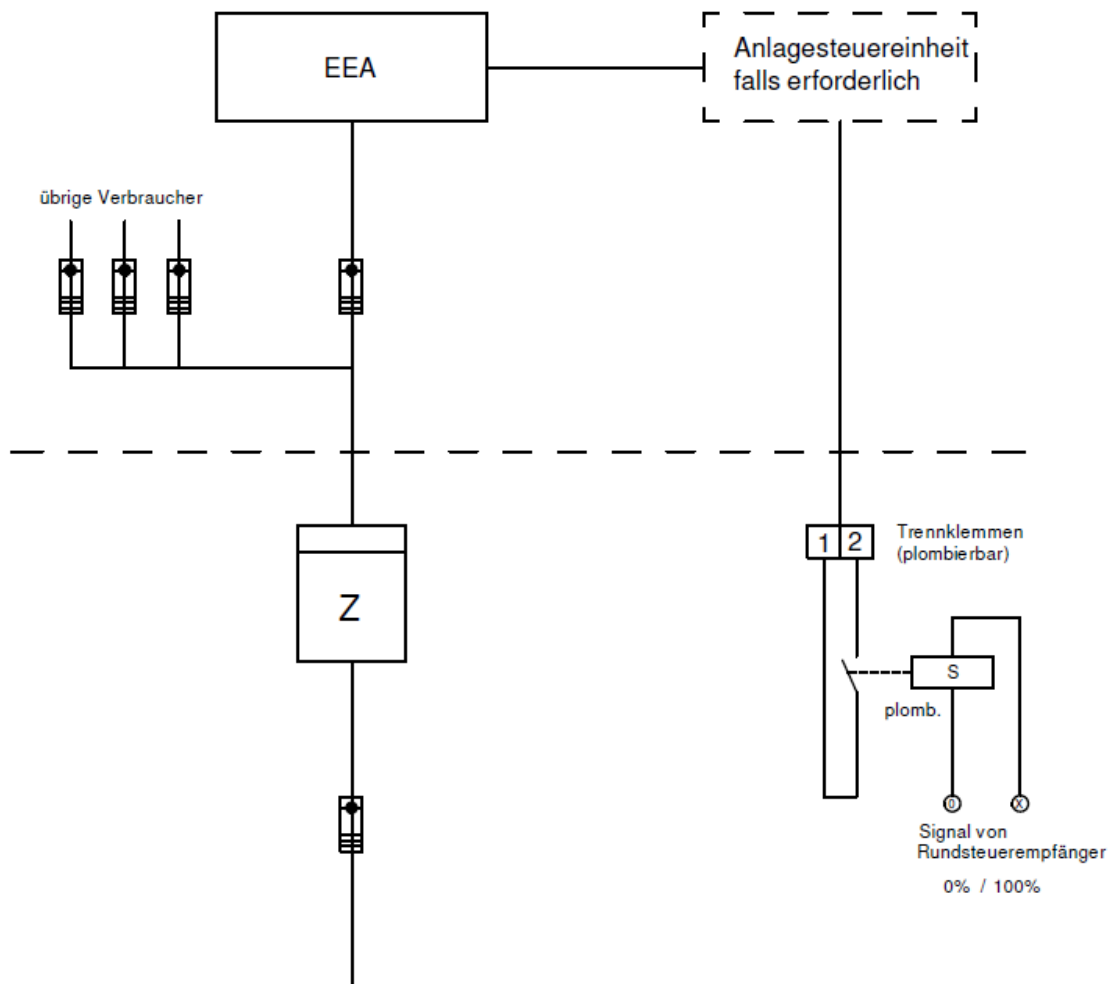 EEA
Anlagesteuereinheit
falls erforderlich
übrige Verbraucher
1 2
Trennklemmen
(plombierbar)
Z
S
plomb.
0 X
Signal von
Rundsteuerempfänger
0% / 100%